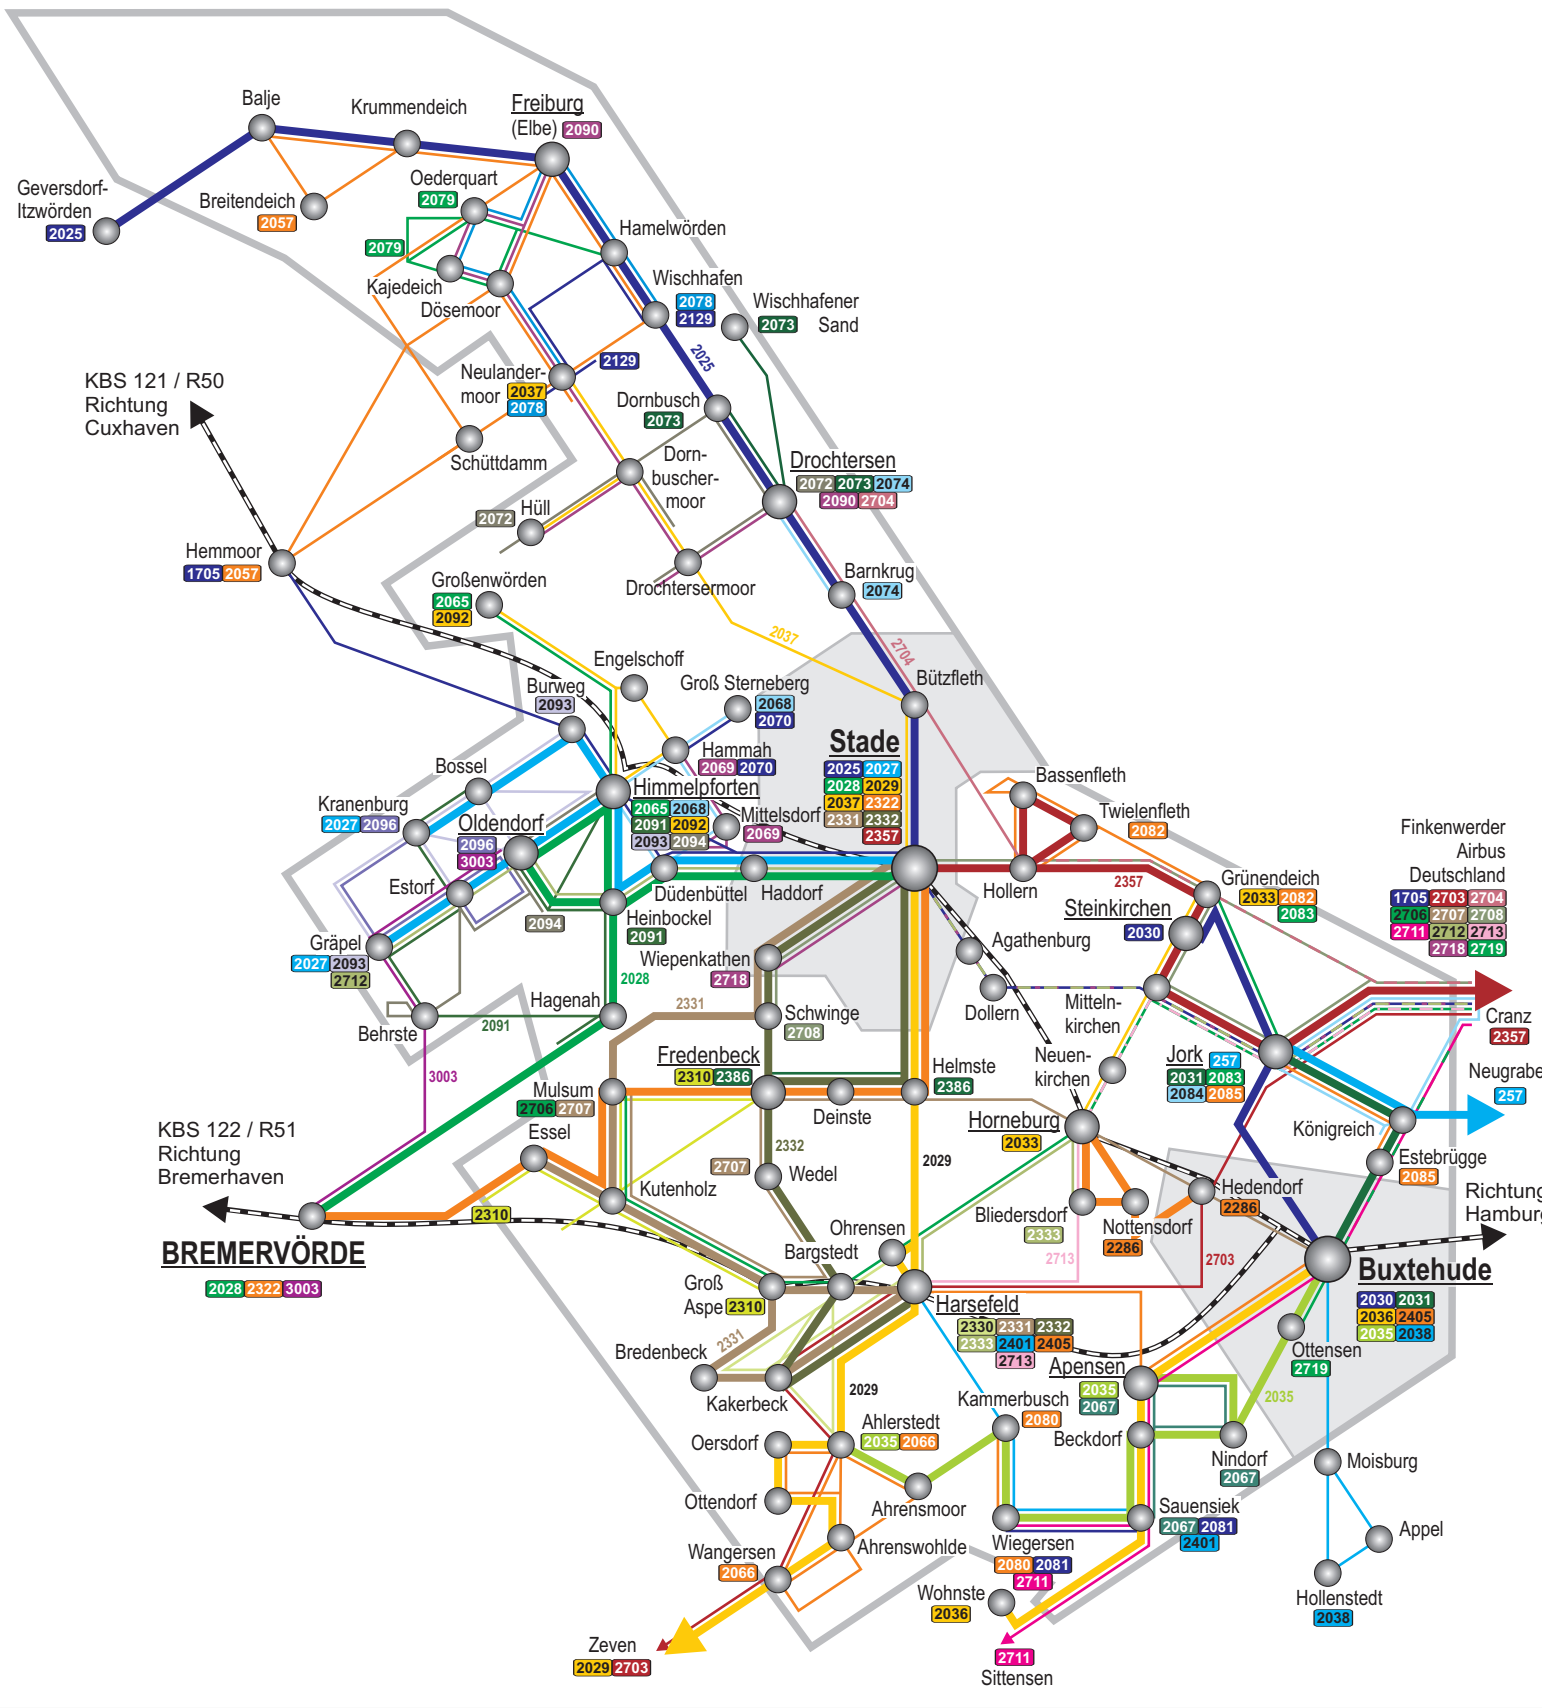 Balje
Krummendeich
Freiburg
(Elbe) 2090
Geversdorf-
Itzwörden
2025
Breitendeich
2057
Oederquart
2079
2079
Kajedeich
Dösemoor
Hamelwörden
Wischhafen
2078
2129
Wischhafener
2073 Sand
2025
2129
Neulander-
moor 2037
2078
Dornbusch
2073
KBS 121 / R50
Richtung
Cuxhaven
Schüttdamm
Dorn-
buscher-
moor
Drochtersen
2072 2073 2074
2090 2704
Hüll
2072
Hemmoor
1705 2057
Drochtersermoor
Barnkrug
2074
Großenwörden
2065
2092
2037
2704
Engelschoff
Bützfleth
Burweg
2093
Groß Sterneberg
2068
2070
Hammah
2069 2070
Stade
2025 2027
2028 2029
2037 2322
2331 2332
2357
Bossel
Himmelpforten
2065 2068
2091 2092
2093 2094
Mittelsdorf
2069
Bassenfleth
Twielenfleth
2082
Kranenburg
2027 2096
Oldendorf
2096
3003
Finkenwerder
Airbus
Deutschland
1705 2703 2704
2706 2707 2708
2711 2712 2713
2718 2719
Estorf
Düdenbüttel
Haddorf
Hollern
2357
Grünendeich
2033 2082
2083
2094
Heinbockel
2091
Steinkirchen
2030
Gräpel
2027 2093
2712
Wiepenkathen
2718
Agathenburg
2028
Dollern
Hagenah
2331
Schwinge
2708
Mitteln-
kirchen
Cranz
2357
Behrste
2091
Neuen-
kirchen
Jork 257
2031 2083
2084 2085
3003
Fredenbeck
2310 2386
Helmste
2386
Neugrabe
257
Mulsum
2706 2707
Deinste
Horneburg
2033
Königreich
KBS 122 / R51
Richtung
Bremerhaven
Essel
2332
2029
2707
Wedel
Estebrügge
2085
Kutenholz
Hedendorf
2286
Richtung
Hamburg
2310
Bliedersdorf
2333
Nottensdorf
2286
Ohrensen
BREMERVÖRDE
2028 2322 3003
Bargstedt
2713
2703
Buxtehude
2030 2031
2036 2405
2035 2038
Groß
Aspe 2310
Harsefeld
2330 2331 2332
2333 2401 2405
2713
2331
Bredenbeck
Ottensen
2719
Apensen
2035
2067
2035
Kakerbeck
2029
Kammerbusch
2080
Ahlerstedt
2035 2066
Oersdorf
Beckdorf
Nindorf
2067
Moisburg
Ottendorf
Ahrensmoor
Sauensiek
2067 2081
2401
Appel
Ahrenswohlde
Wiegersen
2080 2081
2711
Wangersen
2066
Wohnste
2036
Hollenstedt
2038
Zeven
2029 2703
2711
Sittensen